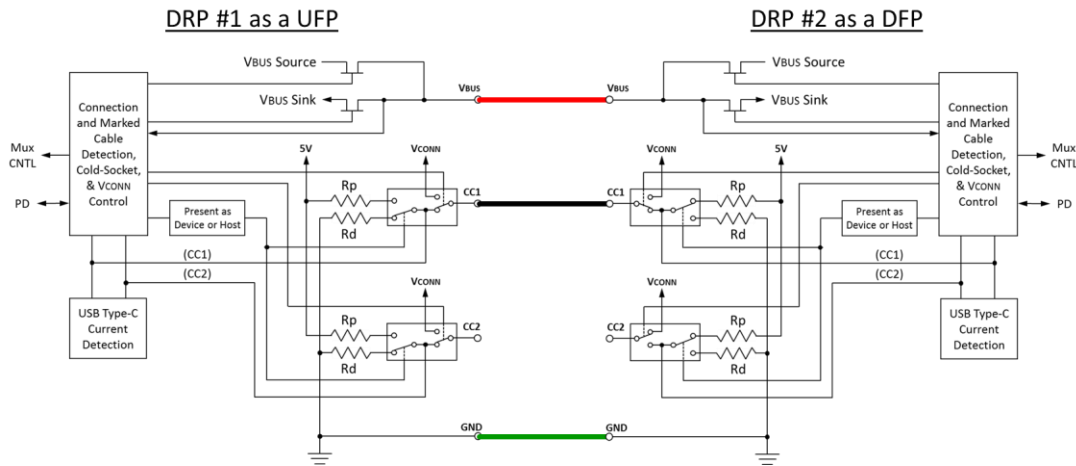 DRP #1 as a UFP
DRP #2 as a DFP
VBUS Source
VBUS Sink
Connection
and Marked
Cable
Detection,
Cold-Socket,
& VCONN
Control
Mux
CNTL
PD
Present as
Device or Host
(CC1)
(CC2)
USB Type-C
Current
Detection
5V
VCONN
Rp
Rd
CC1
VCONN
Rp
Rd
CC2
VBUS
GND
VBUS
GND
VBUS Source
VBUS Sink
VCONN
5V
CC1
Rp
Rd
VCONN
CC2
Rp
Rd
Connection
and Marked
Cable
Detection,
Cold-Socket,
& VCONN
Control
Mux
CNTL
PD
Present as
Device or Host
(CC1)
(CC2)
USB Type-C
Current
Detection